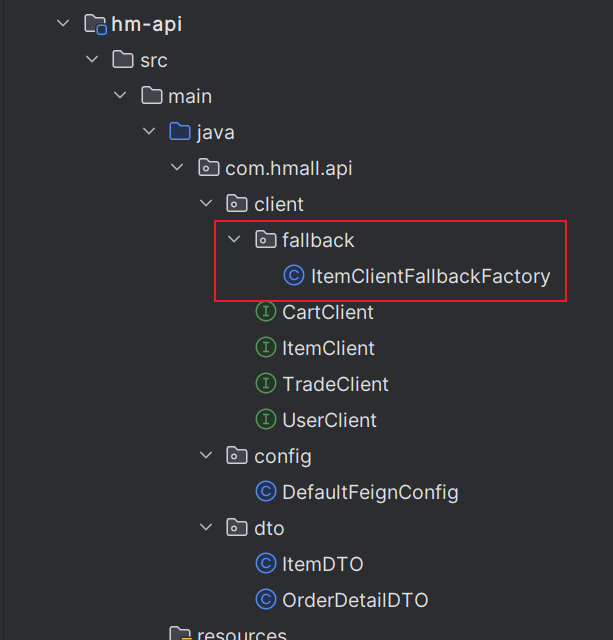 hm-api
src
main
java
com.hmall.api
client
fallback
ItemClientFallbackFactory
CartClient
ItemClient
TradeClient
UserClient
config
DefaultFeignConfig
dto
ItemDTO
OrderDetailDTO
resources